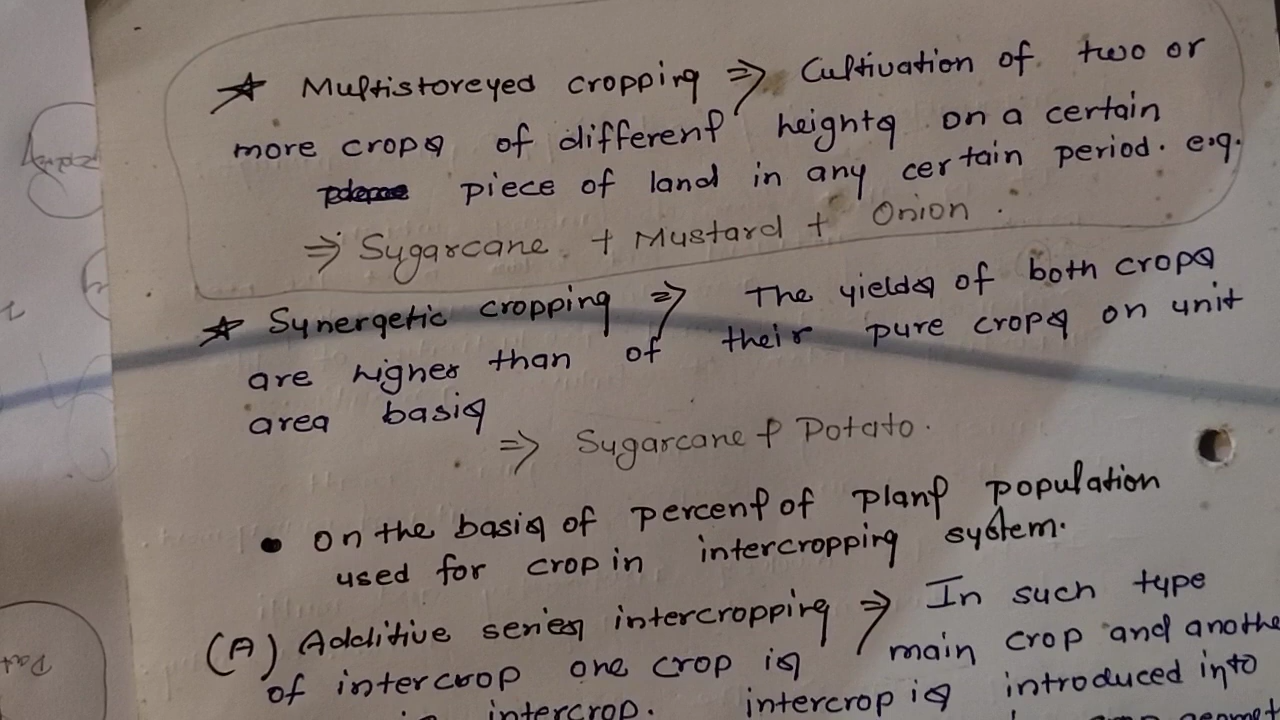 ★ Multistoreyed cropping ⇒ Cultivation of two or
more crops of different heights on a certain
piece of land in any certain period. e.g.
⇒ Sugarcane + Mustard + Onion.
★ Synergetic cropping ⇒ The yields of both crops
are higher than of their pure crops on unit
area basis
⇒ Sugarcane + Potato.
• On the basis of percent of plant population
used for crop in intercropping system.
(A) Additive series intercropping ⇒ In such type
of intercrop one crop is main crop and anothe
intercrop. intercrop is introduced into